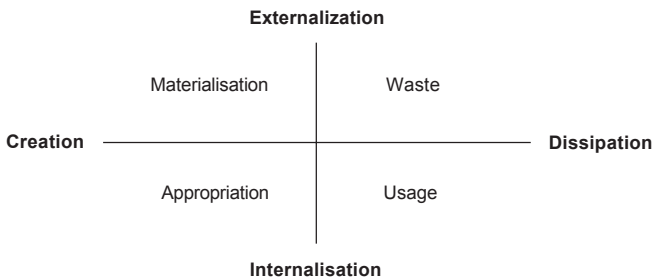 Externalization
Materialisation Waste
Creation Dissipation
Appropriation Usage
Internalisation